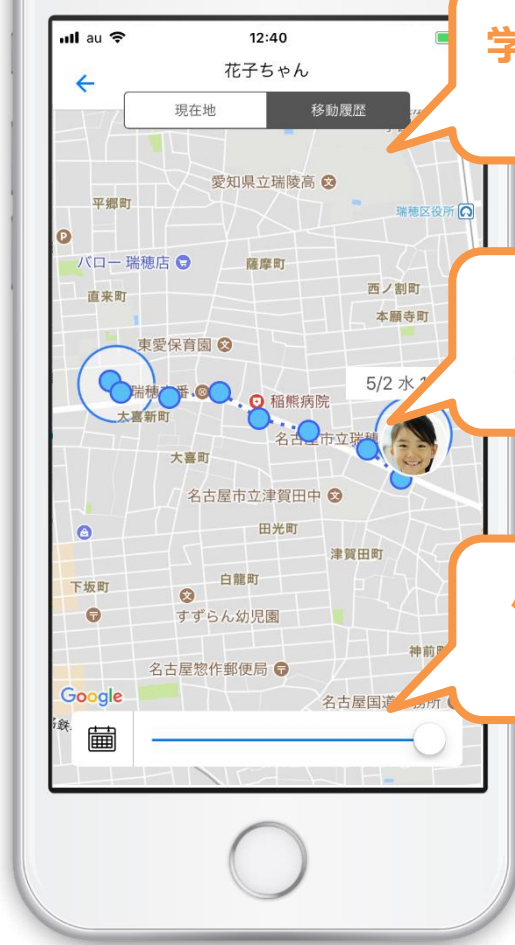 au
12:40
花子ちゃん
現在地
移動履歴
学
愛知県立瑞陵高
平郷町
瑞穂区役所
P
バロー 瑞穂店
薩摩町
直来町
西ノ割町
本願寺町
東愛保育園
5/2 水
瑞穂
番
稲熊病院
大喜新町
名古
市立瑞穂
大喜町
名古屋市立津賀田中
田光町
津賀田町
下坂町
白龍町
すずらん幼児園
神前
名古屋惣作郵便局
Google
名古屋国道